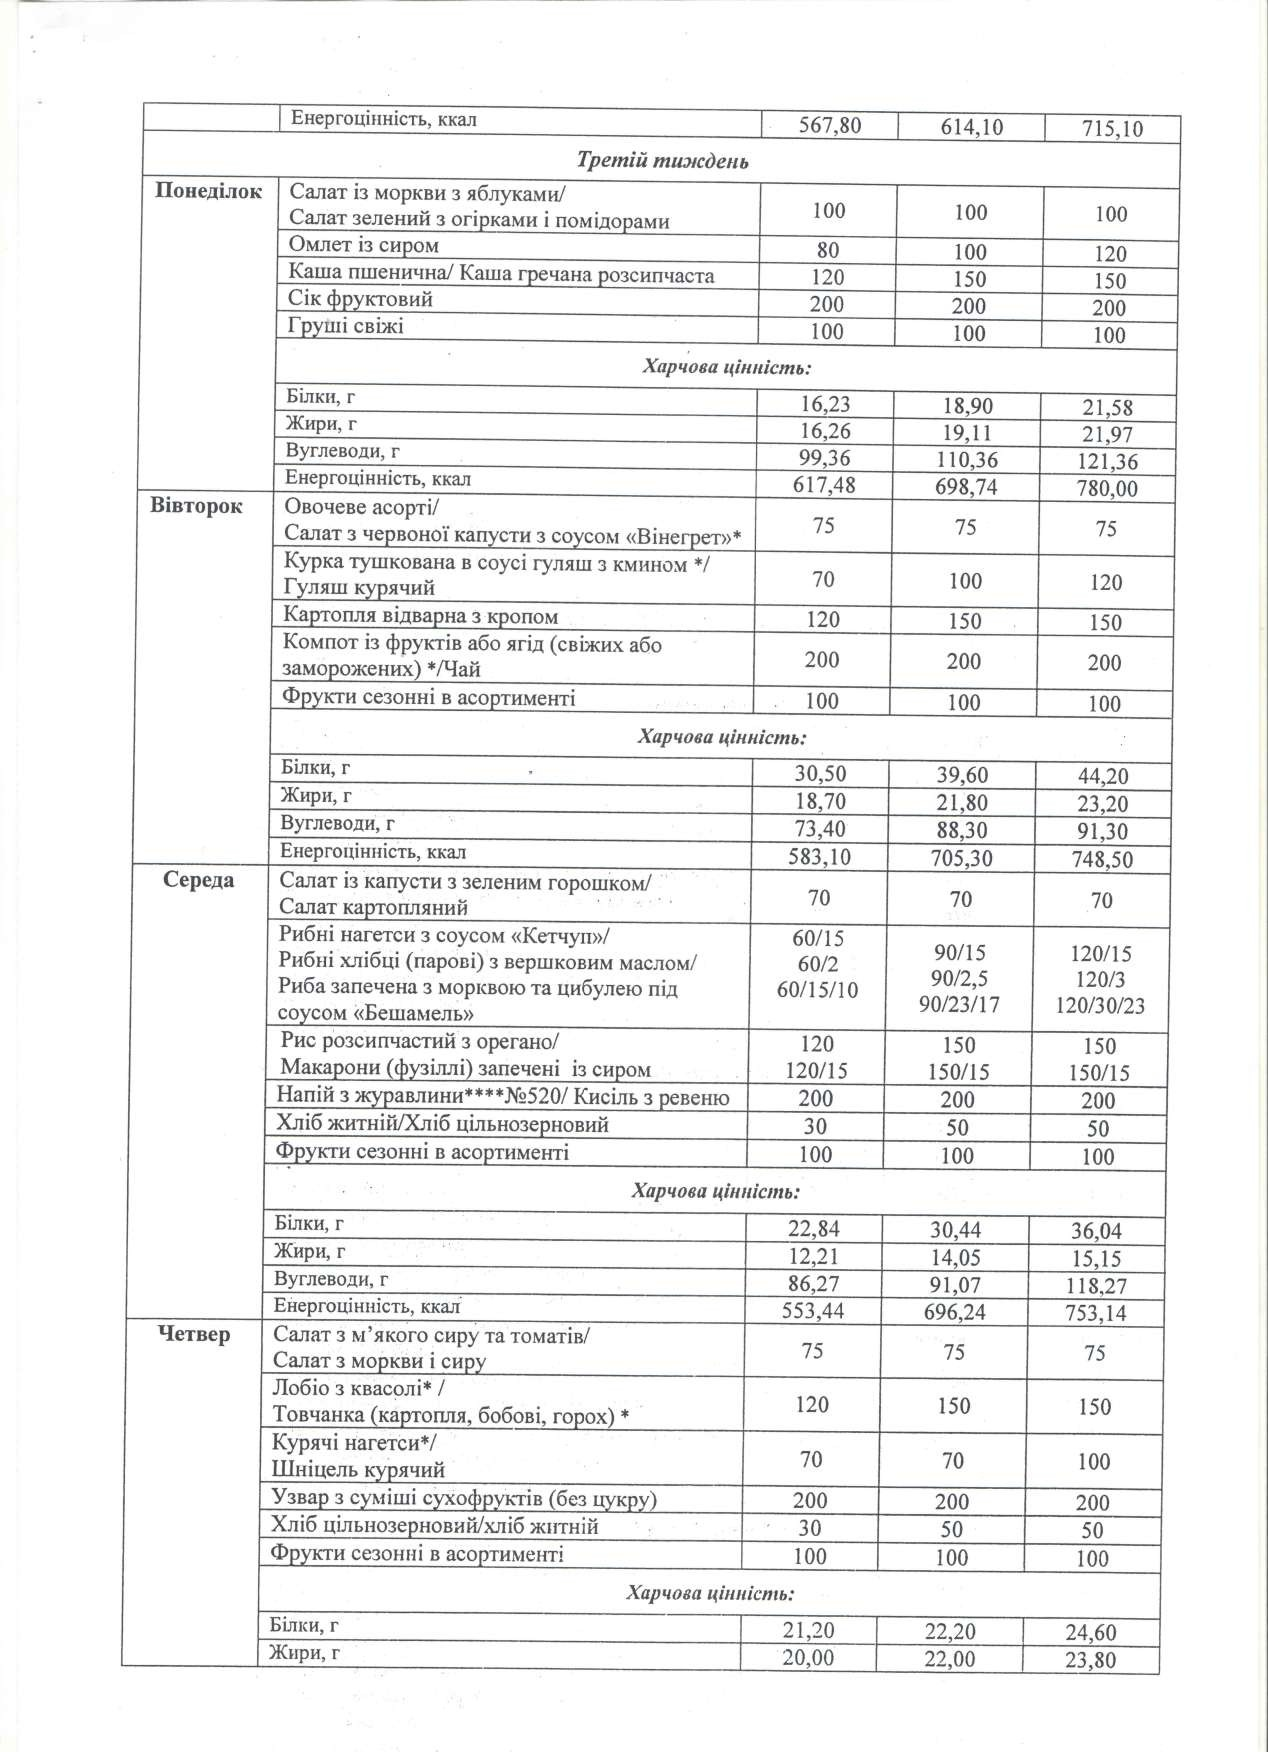 Енергоцінність, ккал 567,80 614,10 715,10
Третій тиждень
Понеділок Салат із моркви з яблуками/
Салат зелений з огірками і помідорами 100 100 100
Омлет із сиром 80 100 120
Каша пшенична/ Каша гречана розсипчаста 120 150 150
Сік фруктовий 200 200 200
Груші свіжі 100 100 100
Харчова цінність:
Білки, г 16,23 18,90 21,58
Жири, г 16,26 19,11 21,97
Вуглеводи, г 99,36 110,36 121,36
Енергоцінність, ккал 617,48 698,74 780,00
Вівторок Овочеве асорті/
Салат з червоної капусти з соусом «Вінегрет»* 75 75 75
Курка тушкована в соусі гуляш з кмином */
Гуляш курячий 70 100 120
Картопля відварна з кропом 120 150 150
Компот із фруктів або ягід (свіжих або
заморожених) */Чай 200 200 200
Фрукти сезонні в асортименті 100 100 100
Харчова цінність:
Білки, г 30,50 39,60 44,20
Жири, г 18,70 21,80 23,20
Вуглеводи, г 73,40 88,30 91,30
Енергоцінність, ккал 583,10 705,30 748,50
Середа Салат із капусти з зеленим горошком/
Салат картопляний 70 70 70
Рибні нагетси з соусом «Кетчуп»/ 60/15 90/15 120/15
Рибні хлібці (парові) з вершковим маслом/ 60/2 90/2,5 120/3
Риба запечена з морквою та цибулею під 60/15/10 90/23/17 120/30/23
соусом «Бешамель»
Рис розсипчастий з орегано/ 120 150 150
Макарони (фузіллі) запечені із сиром 120/15 150/15 150/15
Напій з журавлини****№520/ Кисіль з ревеню 200 200 200
Хліб житній/Хліб цільнозерновий 30 50 50
Фрукти сезонні в асортименті 100 100 100
Харчова цінність:
Білки, г 22,84 30,44 36,04
Жири, г 12,21 14,05 15,15
Вуглеводи, г 86,27 91,07 118,27
Енергоцінність, ккал 553,44 696,24 753,14
Четвер Салат з м’якого сиру та томатів/
Салат з моркви і сиру 75 75 75
Лобіо з квасолі* /
Товчанка (картопля, бобові, горох) * 120 150 150
Курячі нагетси*/
Шніцель курячий 70 70 100
Узвар з суміші сухофруктів (без цукру) 200 200 200
Хліб цільнозерновий/хліб житній 30 50 50
Фрукти сезонні в асортименті 100 100 100
Харчова цінність:
Білки, г 21,20 22,20 24,60
Жири, г 20,00 22,00 23,80